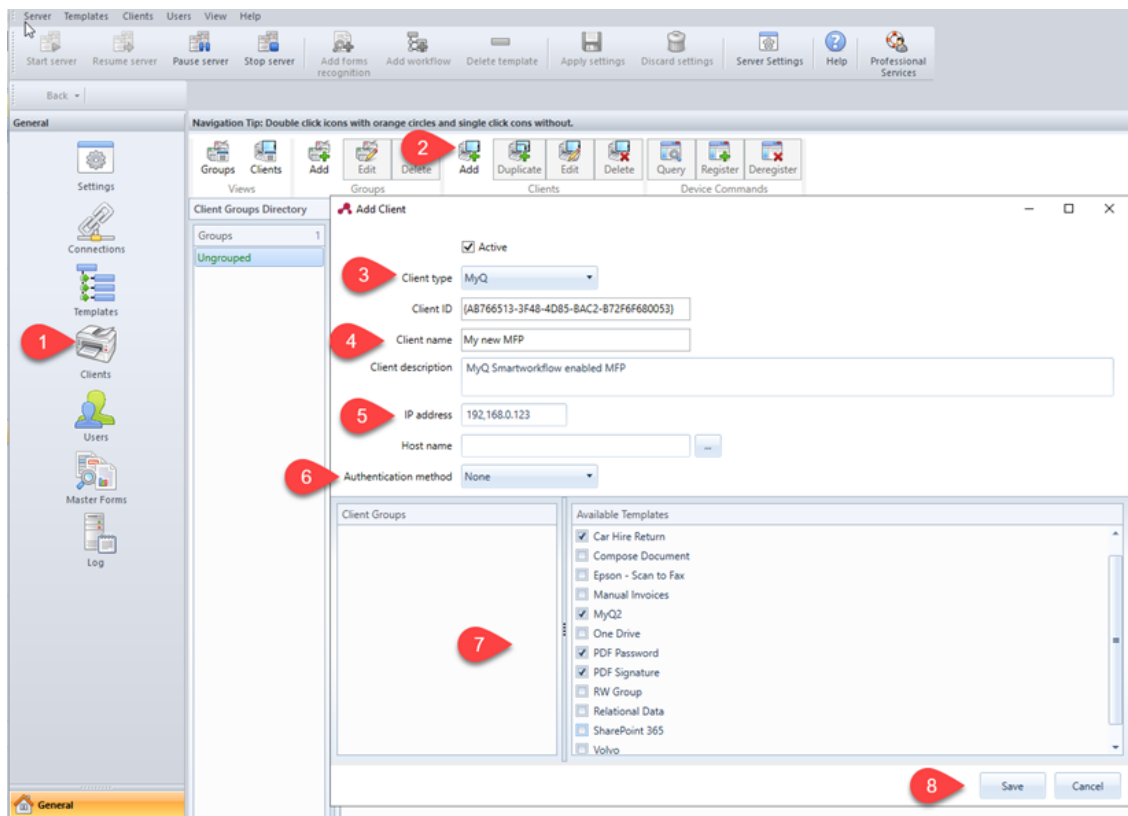 Server Templates Clients Users View Help
Start server Resume server Pause server Stop server Add forms recognition Add workflow Delete template Apply settings Discard settings Server Settings Help Professional Services
Back
General
Navigation Tip: Double click icons with orange circles and single click cons without.
2
Groups Clients Add Edit Delete Add Duplicate Edit Delete Query Register Deregister
Views Groups Clients Device Commands
Settings
Connections
Templates
1
Clients
Users
Master Forms
Log
General
Client Groups Directory
Groups 1
Ungrouped
Add Client
Active
3 Client type MyQ
Client ID {AB766513-3F48-4D85-BAC2-B72F6F680053}
4 Client name My new MFP
Client description MyQ Smartworkflow enabled MFP
5 IP address 192,168.0.123
Host name ...
6 Authentication method None
Client Groups
7
Available Templates
Car Hire Return
Compose Document
Epson - Scan to Fax
Manual Invoices
MyQ2
One Drive
PDF Password
PDF Signature
RW Group
Relational Data
SharePoint 365
Volvo
8 Save Cancel